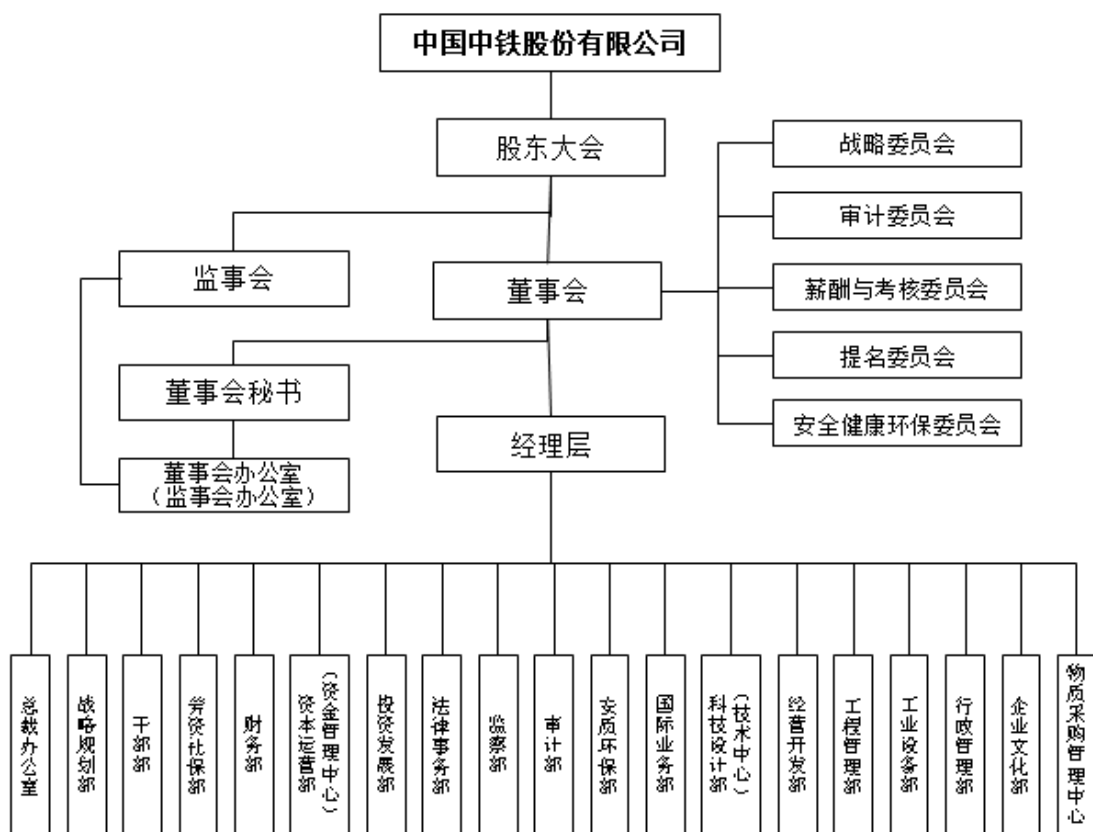 中国中铁股份有限公司
股东大会
战略委员会
审计委员会
监事会
董事会
薪酬与考核委员会
提名委员会
董事会秘书
安全健康环保委员会
经理层
董事会办公室
（监事会办公室）
总裁办公室
战略规划部
干部部
劳资社保部
财务部
资本运营部
（资金管理中心）
投资发展部
法律事务部
监察部
审计部
安质环保部
国际业务部
科技设计部
（技术中心）
经营开发部
工程管理部
工业设备部
行政管理部
企业文化部
物质采购管理中心